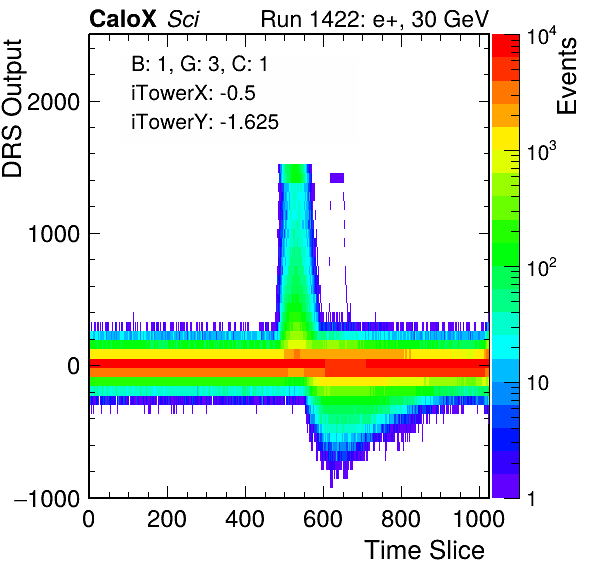 CaloX Sci Run 1422: e+, 30 GeV
B: 1, G: 3, C: 1
iTowerX: -0.5
iTowerY: -1.625
DRS Output
2000
1000
0
−1000
0 200 400 600 800 1000
Time Slice
Events
10^4
10^3
10^2
10
1